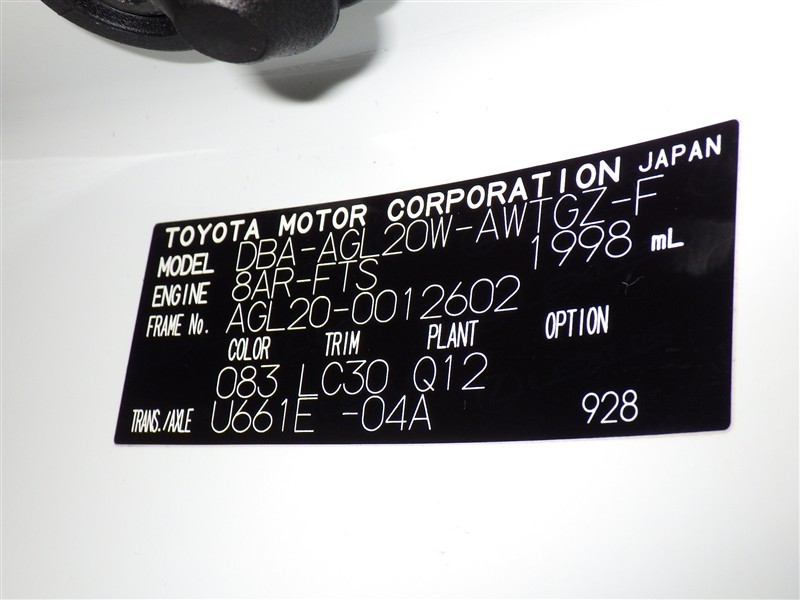 TOYOTA MOTOR CORPORATION JAPAN
MODEL DBA-AGL20W-AWTGZ-F
ENGINE 8AR-FTS 1998 mL
FRAME No. AGL20-0012602
COLOR TRIM PLANT OPTION
083 LC30 Q12
TRANS./AXLE U661E -04A 928